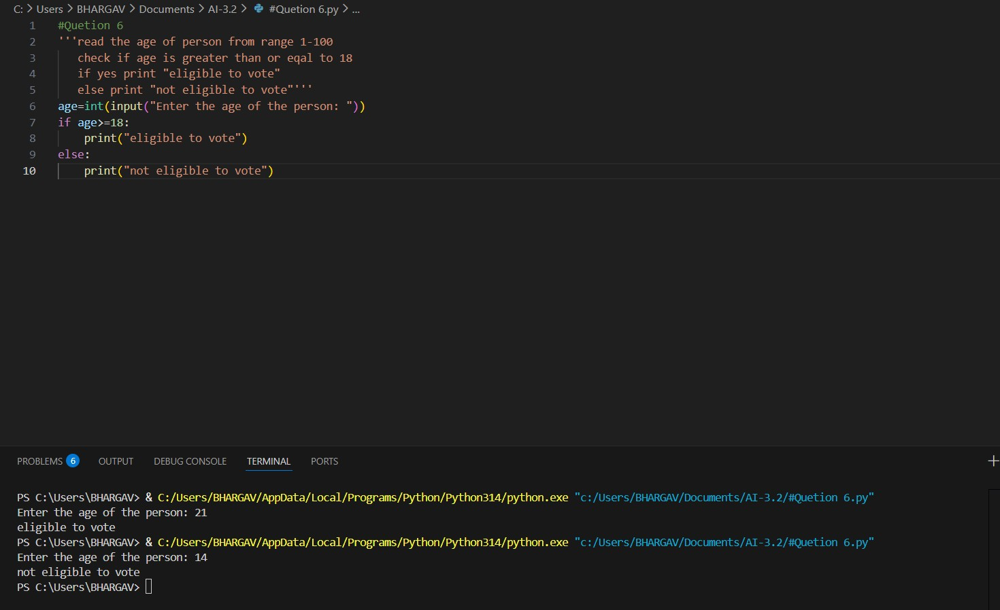 C: > Users > BHARGAV > Documents > AI-3.2 > #Quetion 6.py > ...
1 #Quetion 6
2 '''read the age of person from range 1-100
3    check if age is greater than or eqal to 18
4    if yes print "eligible to vote"
5    else print "not eligible to vote"'''
6 age=int(input("Enter the age of the person: "))
7 if age>=18:
8     print("eligible to vote")
9 else:
10     print("not eligible to vote")
PROBLEMS 6 OUTPUT DEBUG CONSOLE TERMINAL PORTS
PS C:\Users\BHARGAV> & C:/Users/BHARGAV/AppData/Local/Programs/Python/Python314/python.exe "c:/Users/BHARGAV/Documents/AI-3.2/#Quetion 6.py"
Enter the age of the person: 21
eligible to vote
PS C:\Users\BHARGAV> & C:/Users/BHARGAV/AppData/Local/Programs/Python/Python314/python.exe "c:/Users/BHARGAV/Documents/AI-3.2/#Quetion 6.py"
Enter the age of the person: 14
not eligible to vote
PS C:\Users\BHARGAV>